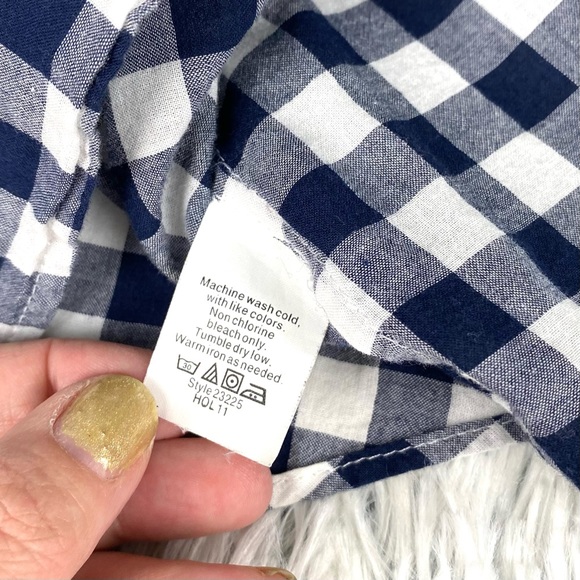 Machine wash cold,
with like colors.
Non chlorine
bleach only.
Tumble dry low.
Warm iron as needed.
30
Style 23225
HOL 11